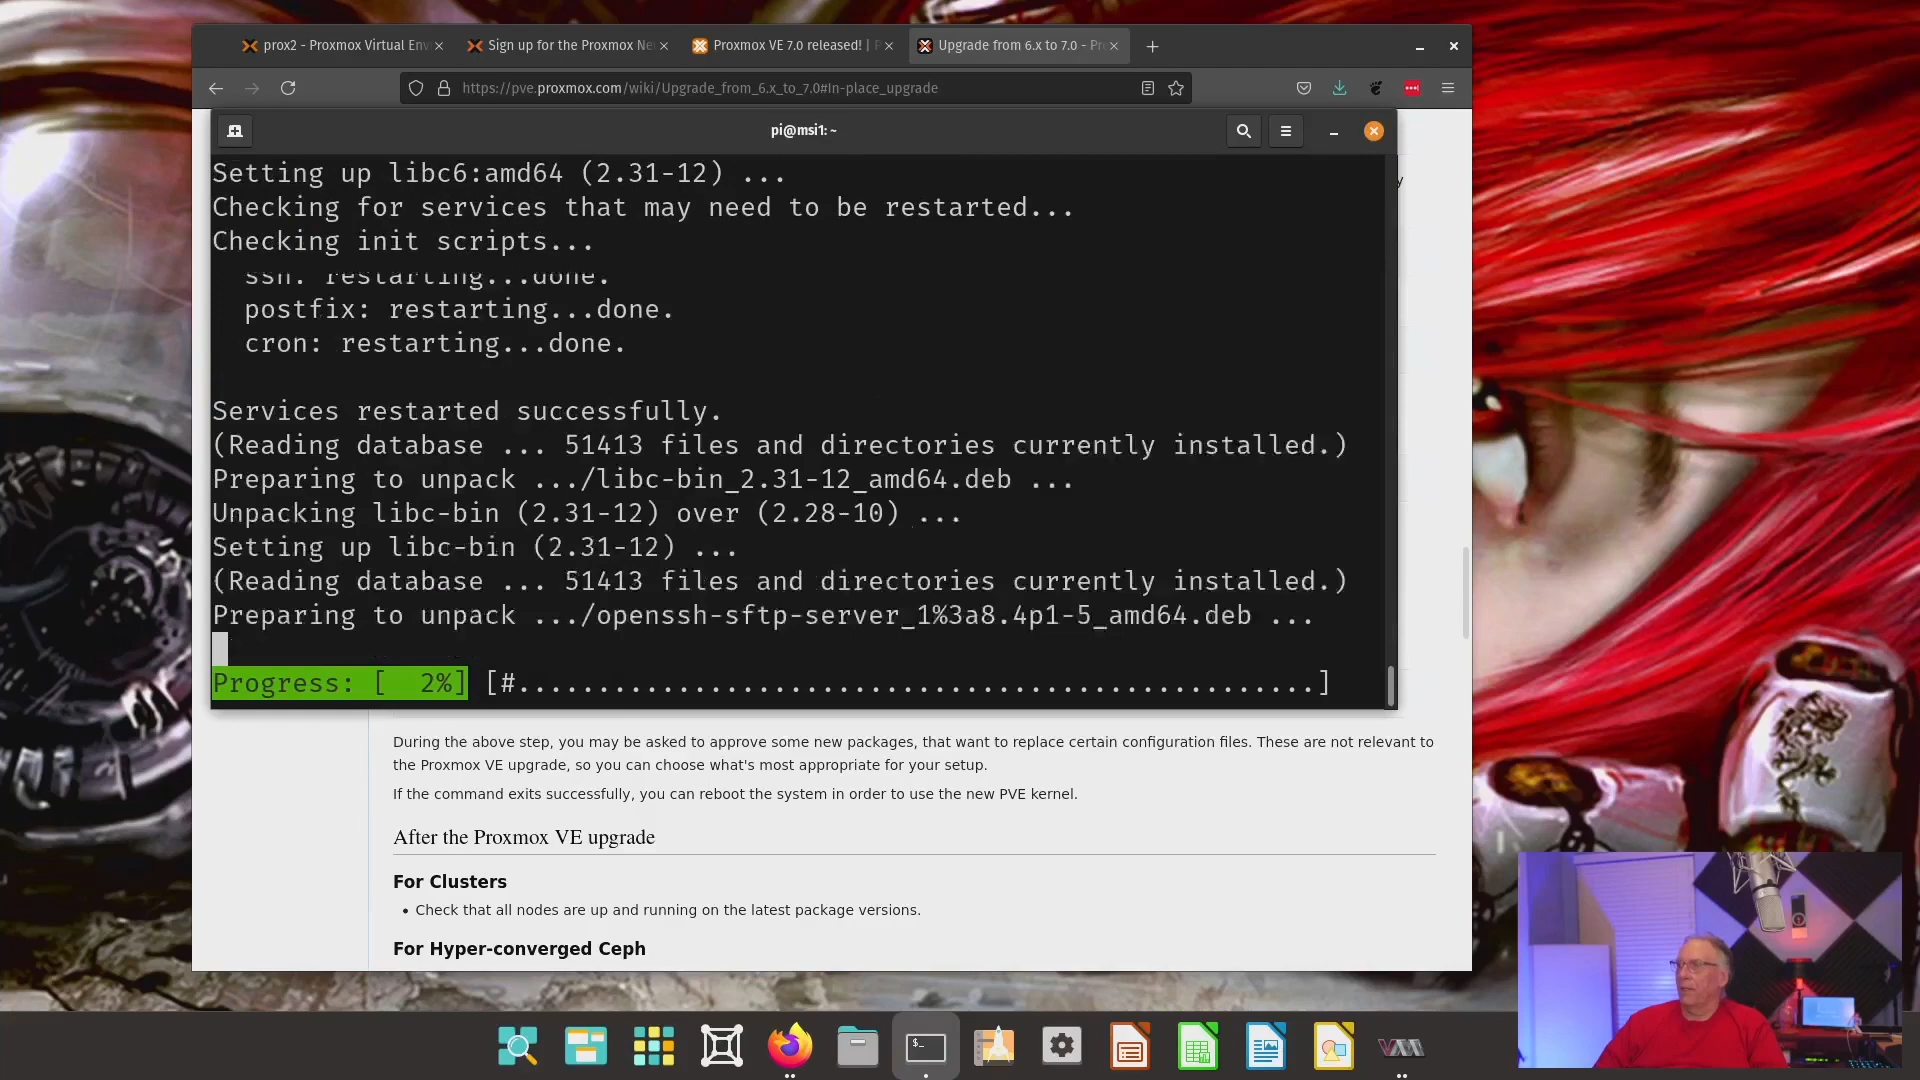 prox2 - Proxmox Virtual Env
Sign up for the Proxmox Ne
Proxmox VE 7.0 released! | P
Upgrade from 6.x to 7.0 - Pr
https://pve.proxmox.com/wiki/Upgrade_from_6.x_to_7.0#In-place_upgrade
pi@msi1: ~
Setting up libc6:amd64 (2.31-12) ...
Checking for services that may need to be restarted...
Checking init scripts...
ssh: restarting...done.
postfix: restarting...done.
cron: restarting...done.
Services restarted successfully.
(Reading database ... 51413 files and directories currently installed.)
Preparing to unpack .../libc-bin_2.31-12_amd64.deb ...
Unpacking libc-bin (2.31-12) over (2.28-10) ...
Setting up libc-bin (2.31-12) ...
(Reading database ... 51413 files and directories currently installed.)
Preparing to unpack .../openssh-sftp-server_1%3a8.4p1-5_amd64.deb ...
Progress: [  2%] [#..................................................]
During the above step, you may be asked to approve some new packages, that want to replace certain configuration files. These are not relevant to
the Proxmox VE upgrade, so you can choose what's most appropriate for your setup.
If the command exits successfully, you can reboot the system in order to use the new PVE kernel.
After the Proxmox VE upgrade
For Clusters
• Check that all nodes are up and running on the latest package versions.
For Hyper-converged Ceph